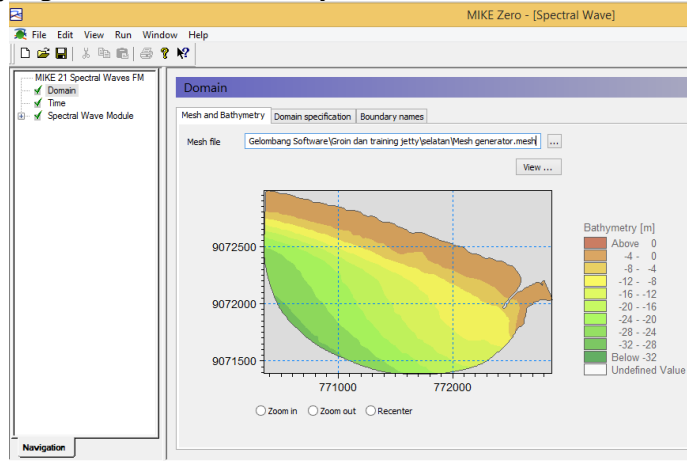 MIKE Zero - [Spectral Wave]
File Edit View Run Window Help
MIKE 21 Spectral Waves FM
Domain
Time
Spectral Wave Module
Navigation
Domain
Mesh and Bathymetry Domain specification Boundary names
Mesh file Gelombang Software\Groin dan training jetty\selatan\Mesh generator.mesh ...
View ...
9072500
9072000
9071500
771000 772000
Bathymetry [m]
Above 0
-4 - 0
-8 - -4
-12 - -8
-16 - -12
-20 - -16
-24 - -20
-28 - -24
-32 - -28
Below -32
Undefined Value
Zoom in Zoom out Recenter